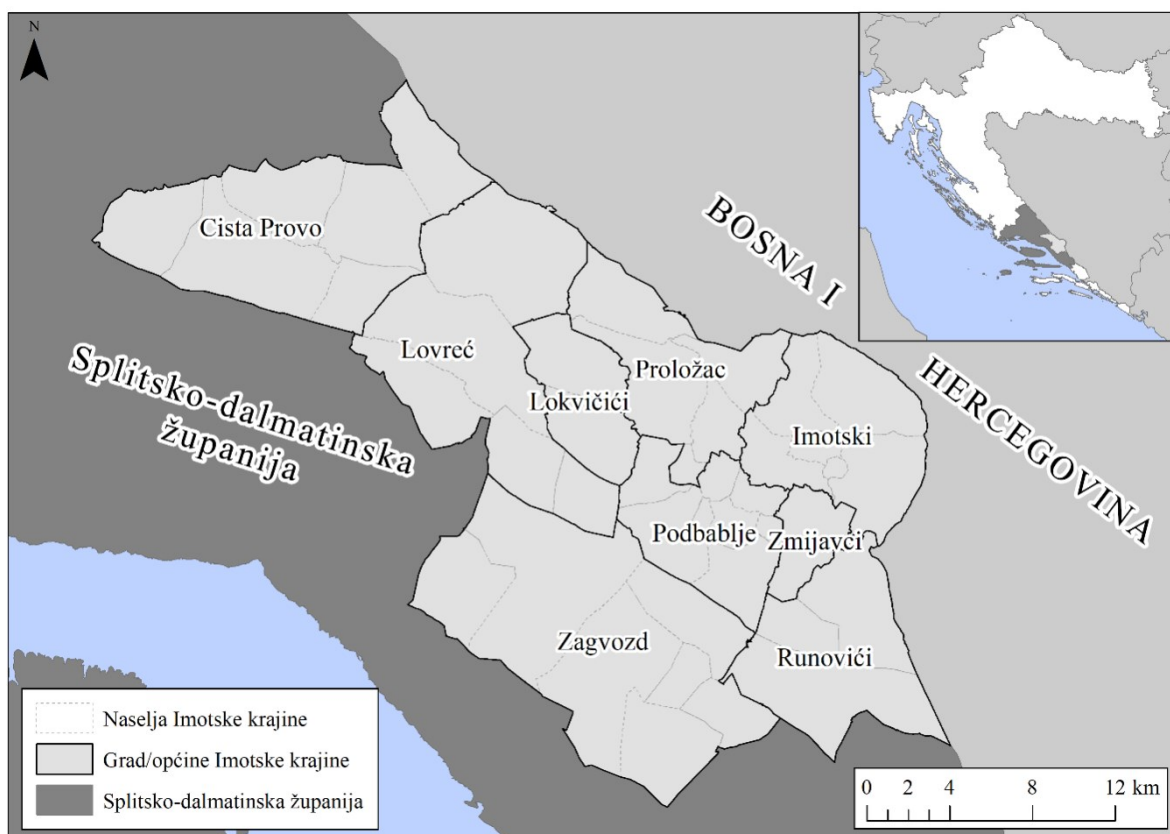 N
Cista Provo
BOSNA I
HERCEGOVINA
Lovreć
Proložac
Splitsko-dalmatinska
županija
Lokvičići
Imotski
Podbablje
Zmijavci
Zagvozd
Runovići
Naselja Imotske krajine
Grad/općine Imotske krajine
Splitsko-dalmatinska županija
0 2 4 8 12 km